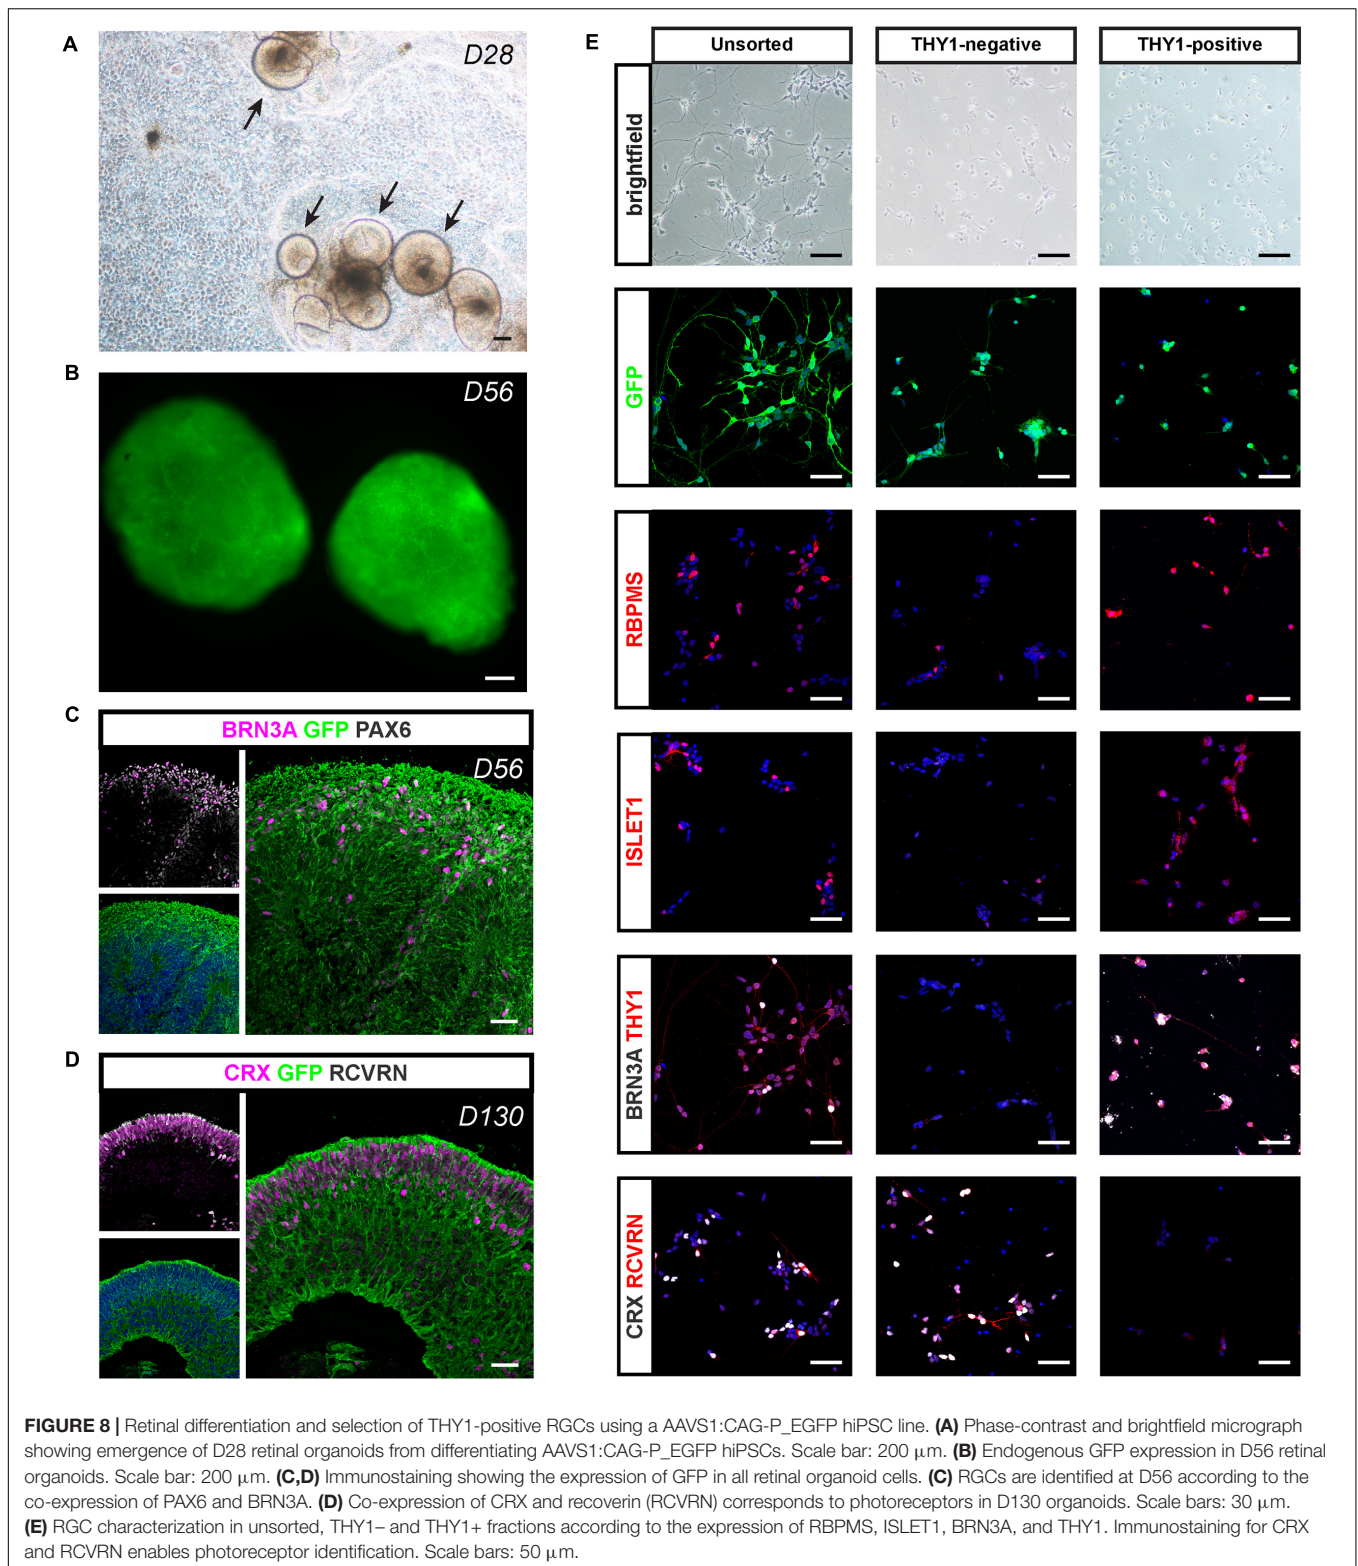 A
D28
B
D56
C
BRN3A GFP PAX6
D56
D
CRX GFP RCVRN
D130
E
Unsorted
THY1-negative
THY1-positive
brightfield
GFP
RBPMS
ISLET1
BRN3A THY1
CRX RCVRN
FIGURE 8 | Retinal differentiation and selection of THY1-positive RGCs using a AAVS1:CAG-P_EGFP hiPSC line. (A) Phase-contrast and brightfield micrograph
showing emergence of D28 retinal organoids from differentiating AAVS1:CAG-P_EGFP hiPSCs. Scale bar: 200 μm. (B) Endogenous GFP expression in D56 retinal
organoids. Scale bar: 200 μm. (C,D) Immunostaining showing the expression of GFP in all retinal organoid cells. (C) RGCs are identified at D56 according to the
co-expression of PAX6 and BRN3A. (D) Co-expression of CRX and recoverin (RCVRN) corresponds to photoreceptors in D130 organoids. Scale bars: 30 μm.
(E) RGC characterization in unsorted, THY1– and THY1+ fractions according to the expression of RBPMS, ISLET1, BRN3A, and THY1. Immunostaining for CRX
and RCVRN enables photoreceptor identification. Scale bars: 50 μm.